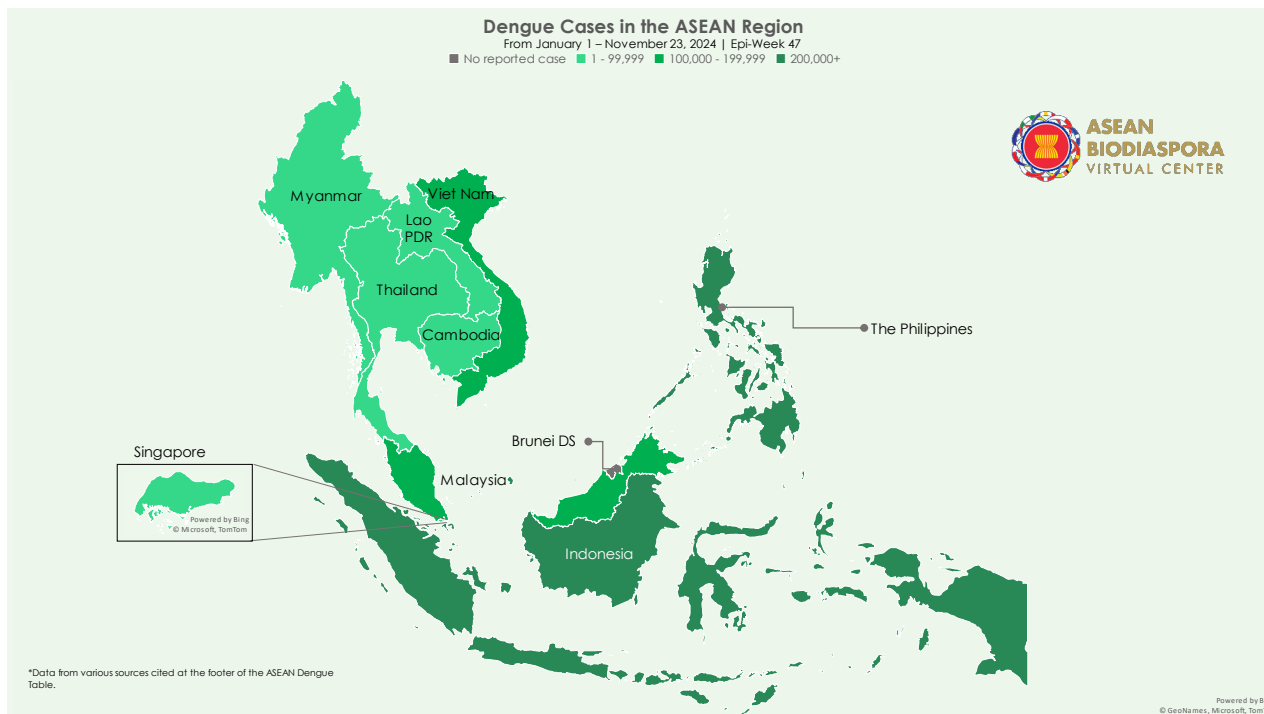 Dengue Cases in the ASEAN Region
From January 1 – November 23, 2024 | Epi-Week 47
No reported case 1 - 99,999 100,000 - 199,999 200,000+
ASEAN
BIODIASPORA
VIRTUAL CENTER
Myanmar
Viet Nam
Lao
PDR
Thailand
Cambodia
The Philippines
Brunei DS
Singapore
Malaysia
Powered by Bing
© Microsoft, TomTom
Indonesia
*Data from various sources cited at the footer of the ASEAN Dengue
Table.
Powered by B
© GeoNames, Microsoft, Tom